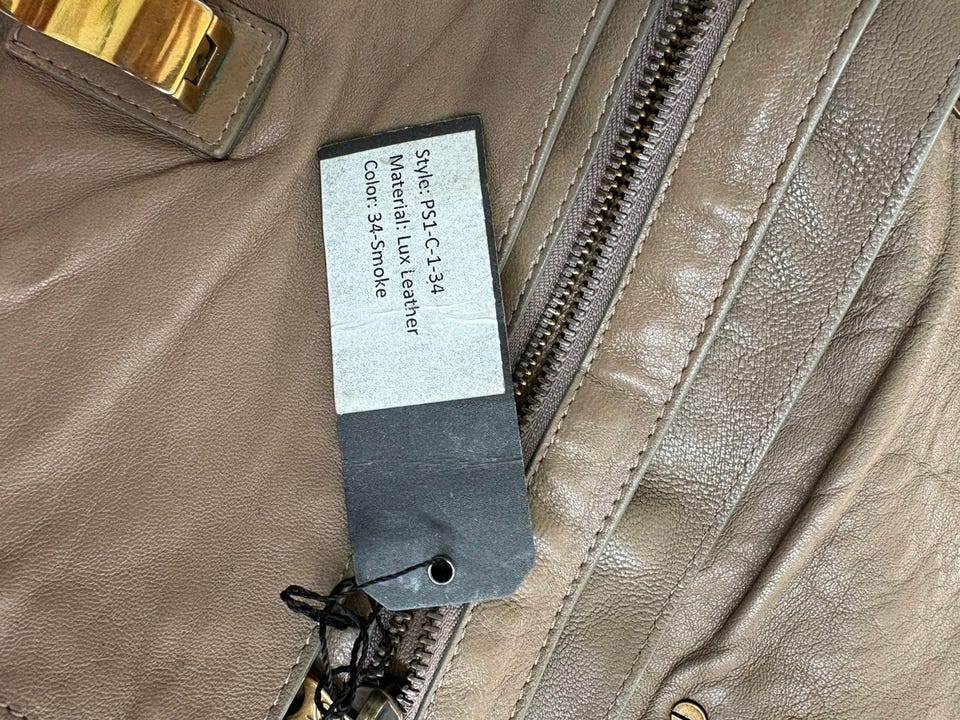 Style: PS1-C-1-34
Material: Lux Leather
Color: 34-Smoke